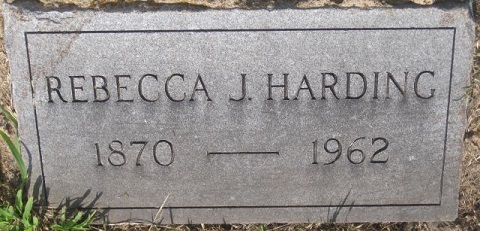 REBECCA J. HARDING
1870 — 1962